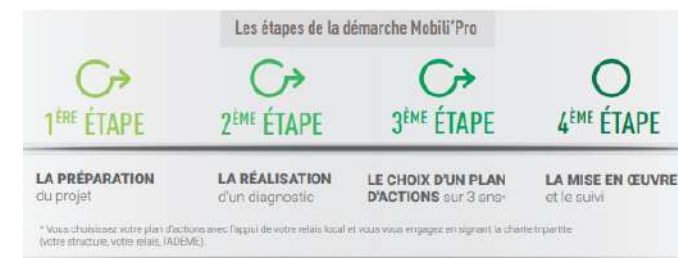 Les étapes de la démarche Mobili'Pro
1ÈRE ÉTAPE
2ÈME ÉTAPE
3ÈME ÉTAPE
4ÈME ÉTAPE
LA PRÉPARATION
du projet
LA RÉALISATION
d'un diagnostic
LE CHOIX D'UN PLAN
D'ACTIONS sur 3 ans*
LA MISE EN ŒUVRE
et le suivi
* Vous choisissez votre plan d'actions avec l'appui de votre relais local et vous vous engagez en signant la charte tripartite
(votre structure, votre relais, l'ADEME).